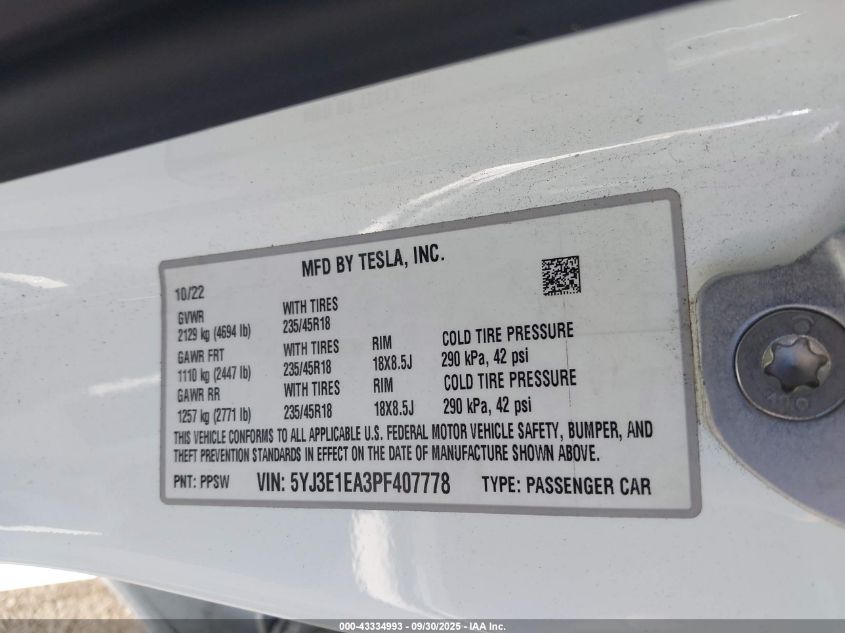 MFD BY TESLA, INC.
10/22
GVWR
2129 kg (4694 lb)
WITH TIRES
235/45R18
GAWR FRT
1110 kg (2447 lb)
WITH TIRES
235/45R18
RIM
18X8.5J
COLD TIRE PRESSURE
290 kPa, 42 psi
GAWR RR
1257 kg (2771 lb)
WITH TIRES
235/45R18
RIM
18X8.5J
COLD TIRE PRESSURE
290 kPa, 42 psi
THIS VEHICLE CONFORMS TO ALL APPLICABLE U.S. FEDERAL MOTOR VEHICLE SAFETY, BUMPER, AND
THEFT PREVENTION STANDARDS IN EFFECT ON THE DATE OF MANUFACTURE SHOWN ABOVE.
PNT: PPSW VIN: 5YJ3E1EA3PF407778 TYPE: PASSENGER CAR
000-43334993 - 09/30/2025 - IAA Inc.